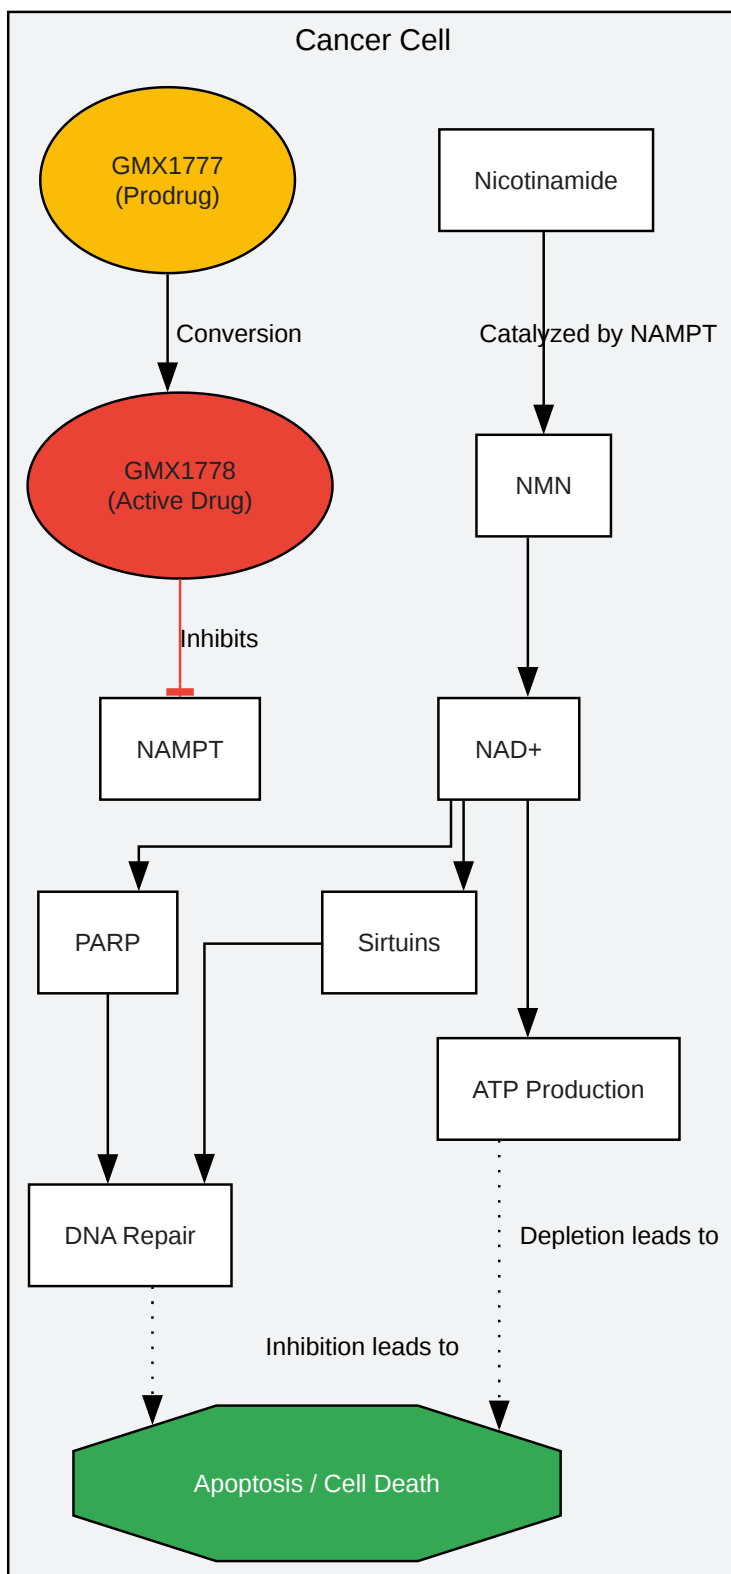 Cancer Cell
GMX1777
(Prodrug)
Nicotinamide
Conversion
Catalyzed by NAMPT
GMX1778
(Active Drug)
NMN
Inhibits
NAMPT
NAD+
PARP
Sirtuins
ATP Production
DNA Repair
Depletion leads to
Inhibition leads to
Apoptosis / Cell Death